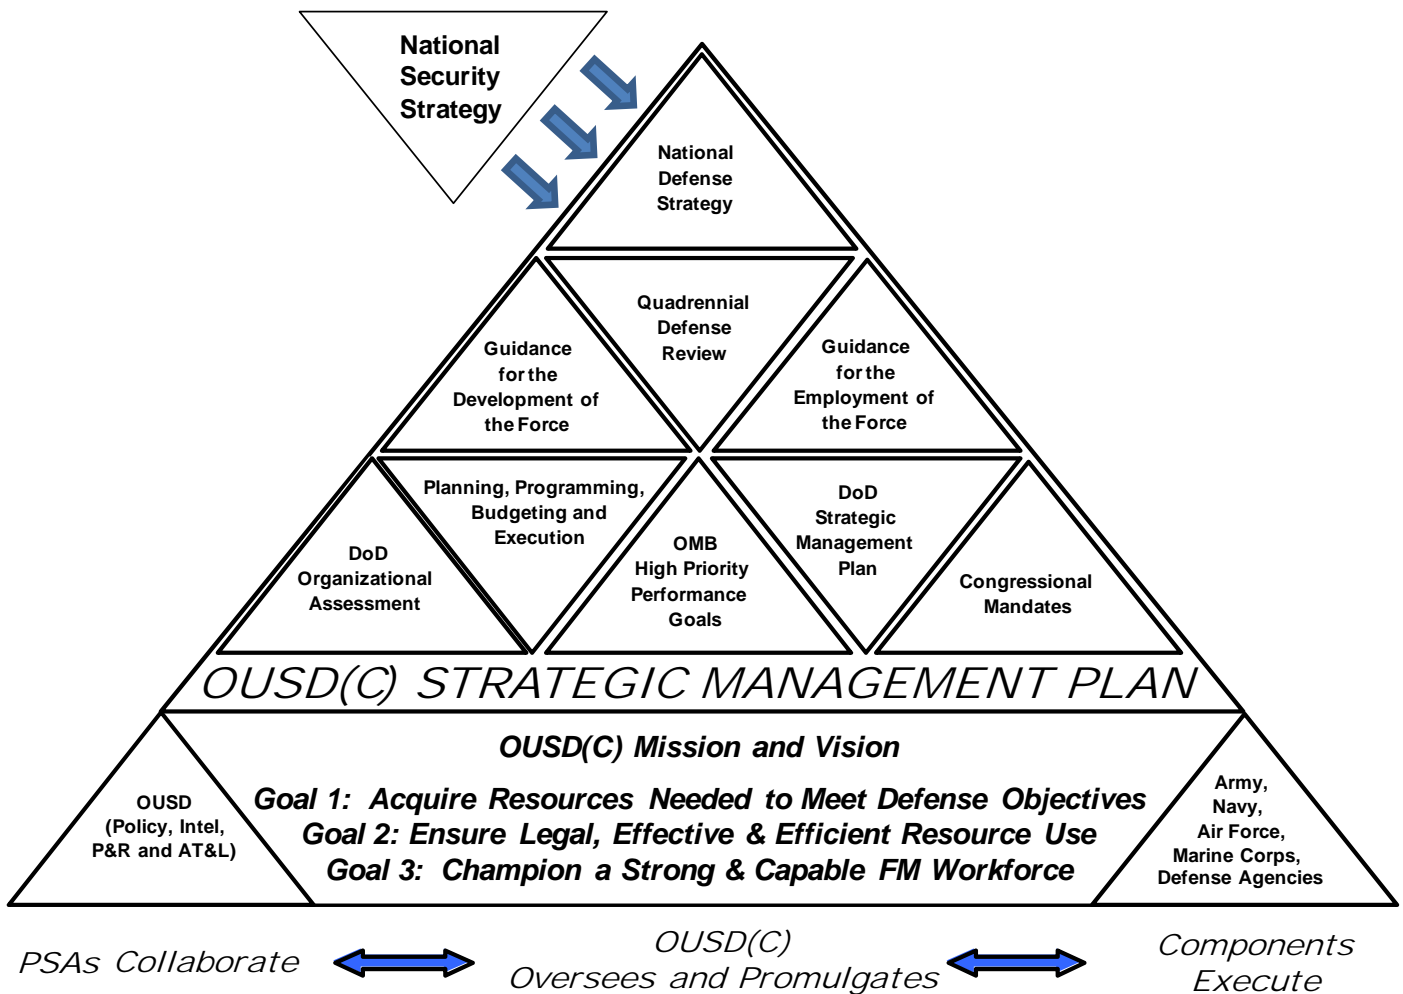 National
Security
Strategy
National
Defense
Strategy
Quadrennial
Defense
Review
Guidance
for the
Development of
the Force
Guidance
for the
Employment of
the Force
Planning, Programming,
Budgeting and
Execution
DoD
Strategic
Management
Plan
DoD
Organizational
Assessment
OMB
High Priority
Performance
Goals
Congressional
Mandates
OUSD(C) STRATEGIC MANAGEMENT PLAN
OUSD(C) Mission and Vision
Goal 1: Acquire Resources Needed to Meet Defense Objectives
Goal 2: Ensure Legal, Effective & Efficient Resource Use
Goal 3: Champion a Strong & Capable FM Workforce
OUSD
(Policy, Intel,
P&R and AT&L)
Army,
Navy,
Air Force,
Marine Corps,
Defense Agencies
PSAs Collaborate
OUSD(C)
Oversees and Promulgates
Components
Execute